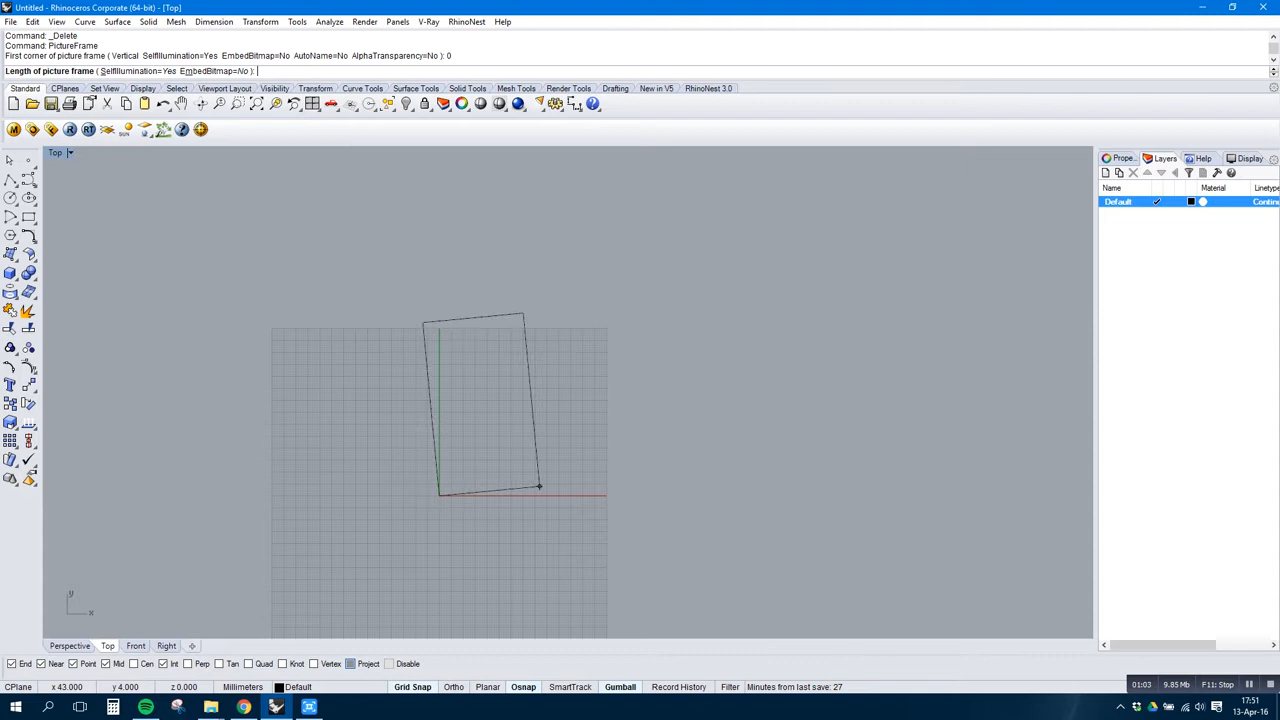 Untitled - Rhinoceros Corporate (64-bit) - [Top]
File Edit View Curve Surface Solid Mesh Dimension Transform Tools Analyze Render Panels V-Ray RhinoNest Help
Command: _Delete
Command: PictureFrame
First corner of picture frame ( Vertical SelfIllumination=Yes EmbedBitmap=No AutoName=No AlphaTransparency=No ): 0
Length of picture frame ( SelfIllumination=Yes EmbedBitmap=No ):
Standard CPlanes Set View Display Select Viewport Layout Visibility Transform Curve Tools Surface Tools Solid Tools Mesh Tools Render Tools Drafting New in V5 RhinoNest 3.0
M R RT SUN
Top
Prope... Layers Help Display
Name Material Linetype
Default Contin
y
x
Perspective Top Front Right
End Near Point Mid Cen Int Perp Tan Quad Knot Vertex Project Disable
CPlane x 43.000 y 4.000 z 0.000 Millimeters Default Grid Snap Ortho Planar Osnap SmartTrack Gumball Record History Filter Minutes from last save: 27
01:03 9.85 MB F11: Stop
17:51
13-Apr-16